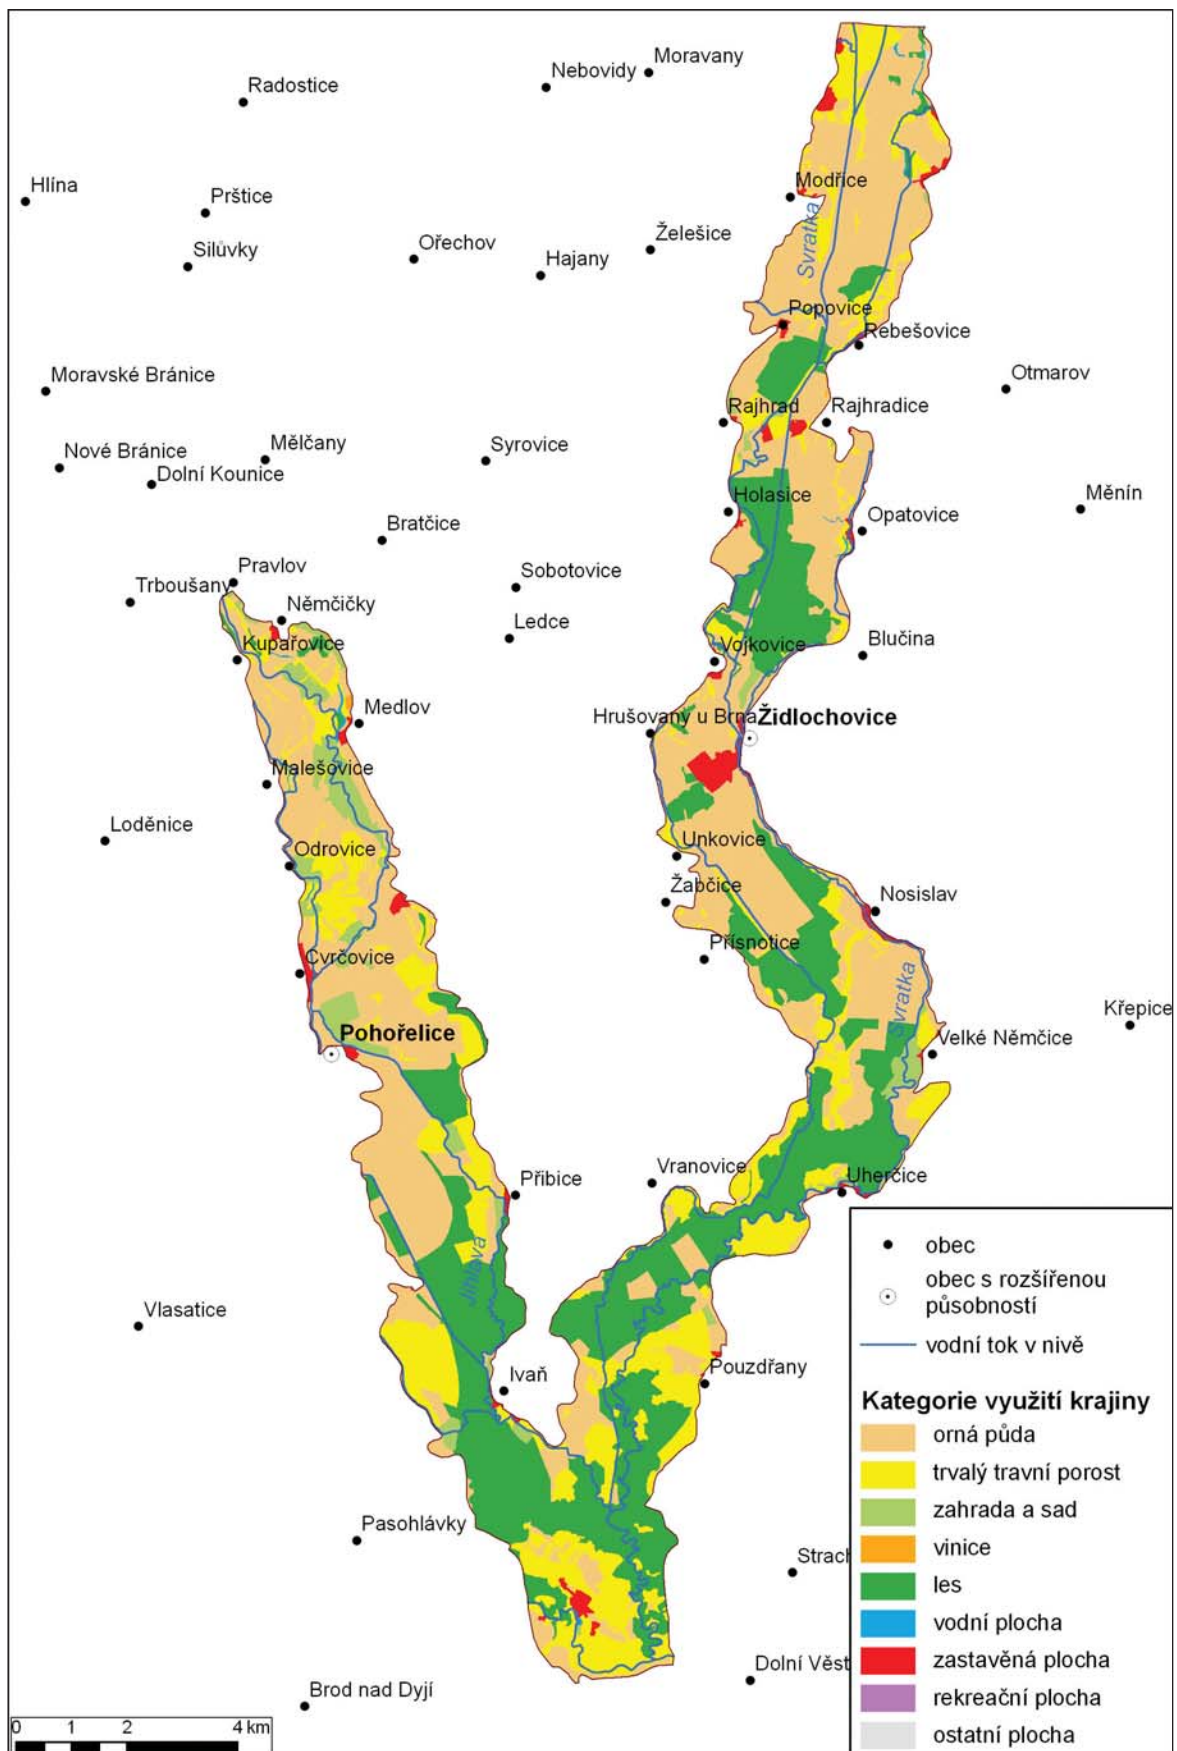 Moravany
Nebovidy
Radostice
Hlína
Modřice
Prštice
Svratka
Želešice
Ořechov
Silůvky
Hajany
Popovice
Rebešovice
Moravské Bránice
Otmarov
Rajhrad
Rajhradice
Mělčany
Syrovice
Nové Bránice
Dolní Kounice
Holasice
Měnín
Opatovice
Bratčice
Pravlov
Sobotovice
Trboušany
Němčičky
Ledce
Kupařovice
Vojkovice
Blučina
Medlov
Hrušovany u Brna
Židlochovice
Malešovice
Loděnice
Unkovice
Odrovice
Žabčice
Nosislav
Přísnotice
Cvrčovice
Svratka
Křepice
Pohořelice
Velké Němčice
Vranovice
Uherčice
Přibice
Jihlava
Vlasatice
Ivaň
Pouzdřany
Pasohlávky
Strach
Dolní Věst
Brod nad Dyjí
0 1 2 4 km
obec
obec s rozšířenou
působností
vodní tok v nivě
Kategorie využití krajiny
orná půda
trvalý travní porost
zahrada a sad
vinice
les
vodní plocha
zastavěná plocha
rekreační plocha
ostatní plocha